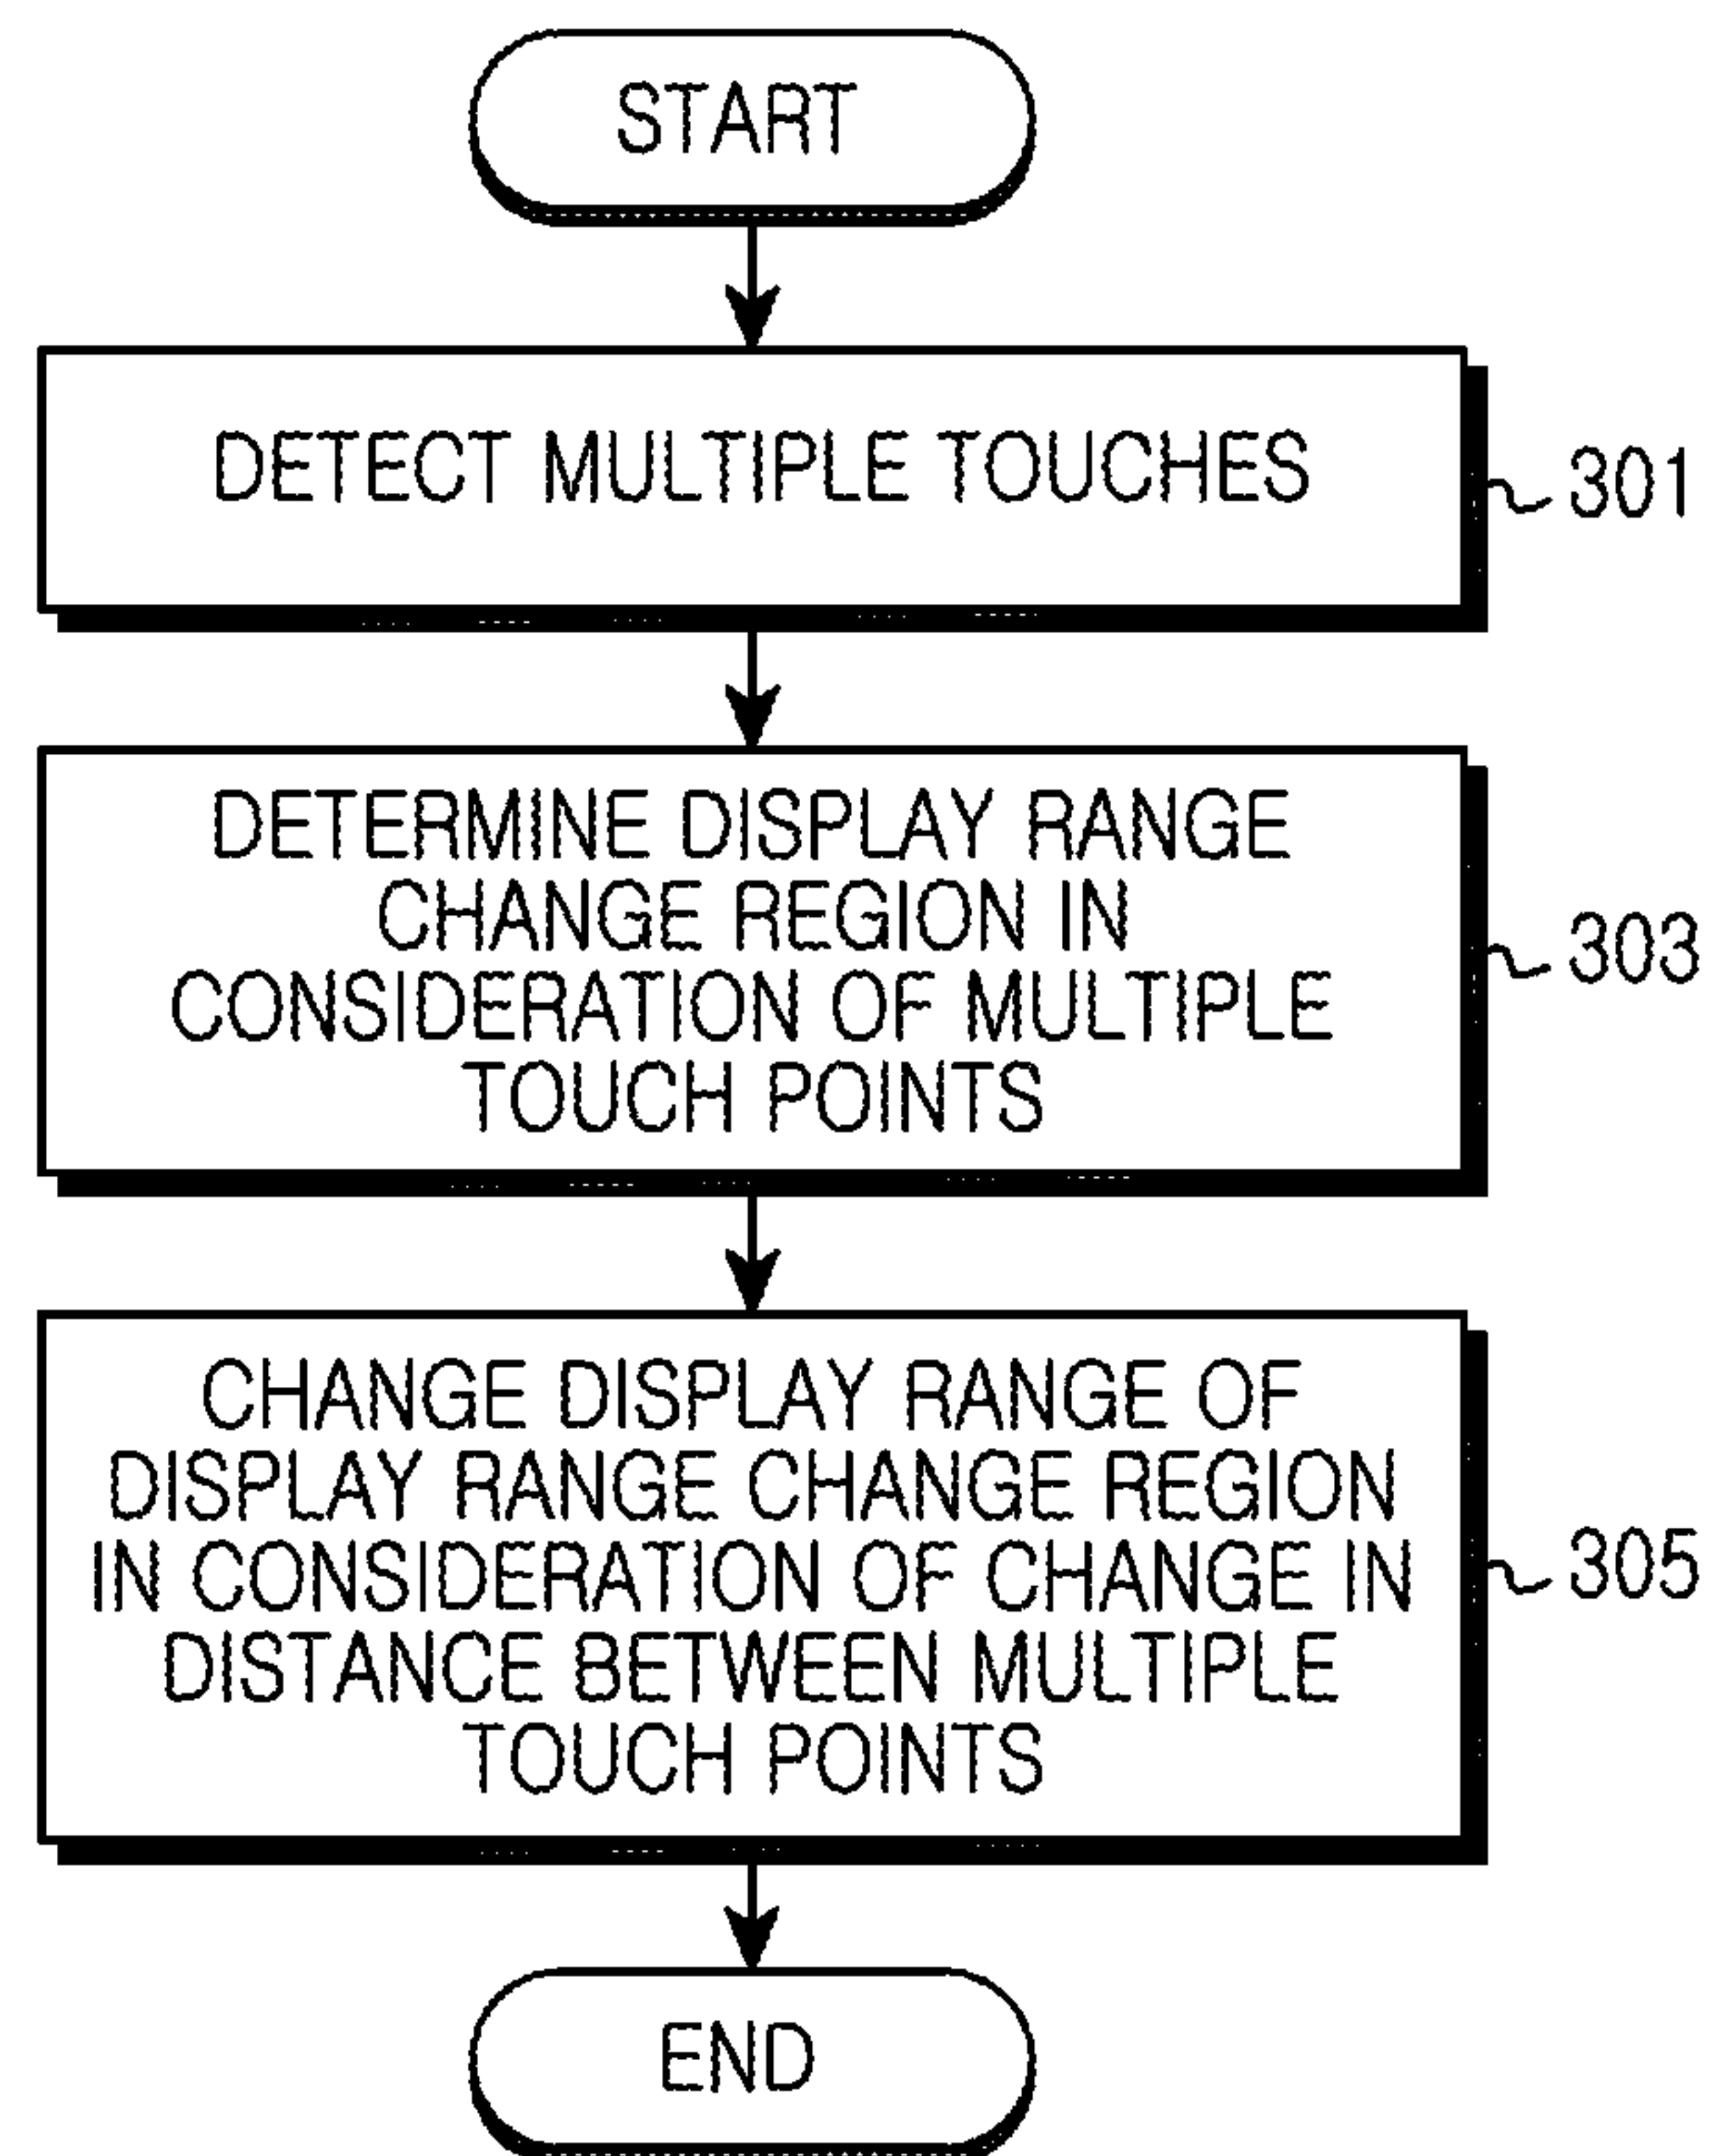 START
DETECT MULTIPLE TOUCHES
301
DETERMINE DISPLAY RANGE
CHANGE REGION IN
CONSIDERATION OF MULTIPLE
TOUCH POINTS
303
CHANGE DISPLAY RANGE OF
DISPLAY RANGE CHANGE REGION
IN CONSIDERATION OF CHANGE IN
DISTANCE BETWEEN MULTIPLE
TOUCH POINTS
305
END